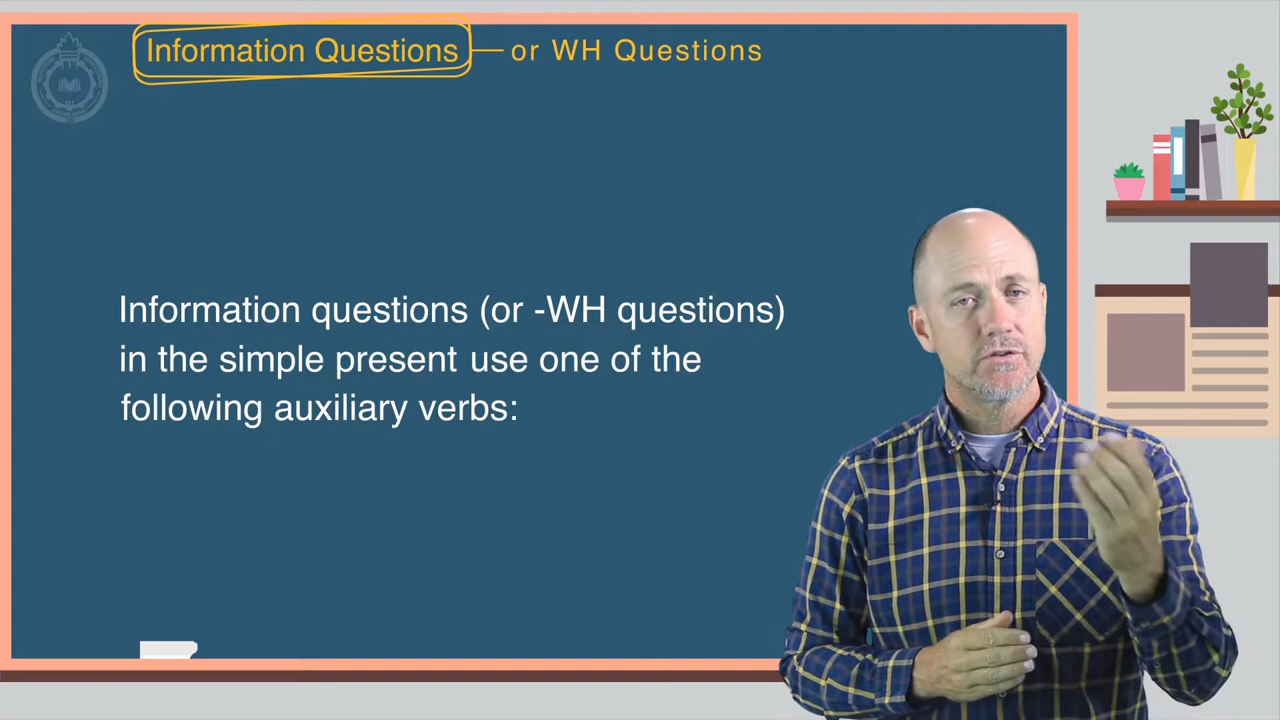 Information Questions — or WH Questions
Information questions (or -WH questions)
in the simple present use one of the
following auxiliary verbs: